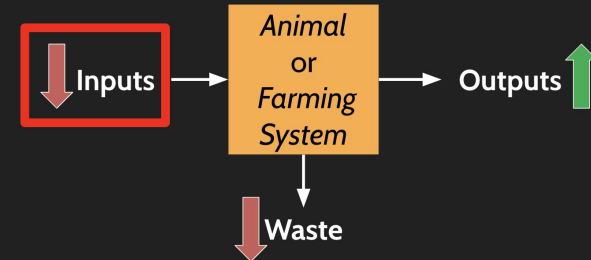 Animal
or
Farming
System
Inputs
Outputs
Waste